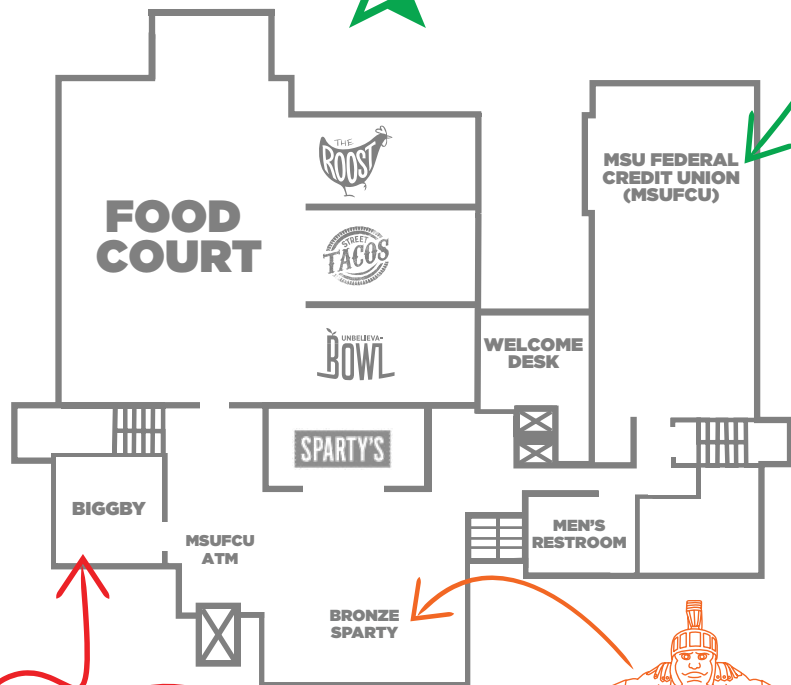 THE
ROOST
MSU FEDERAL
CREDIT UNION
(MSUFCU)
FOOD
COURT
STREET
TACOS
UNBELIEVA-
BOWL
WELCOME
DESK
SPARTY'S
BIGGBY
MSUFCU
ATM
MEN'S
RESTROOM
BRONZE
SPARTY